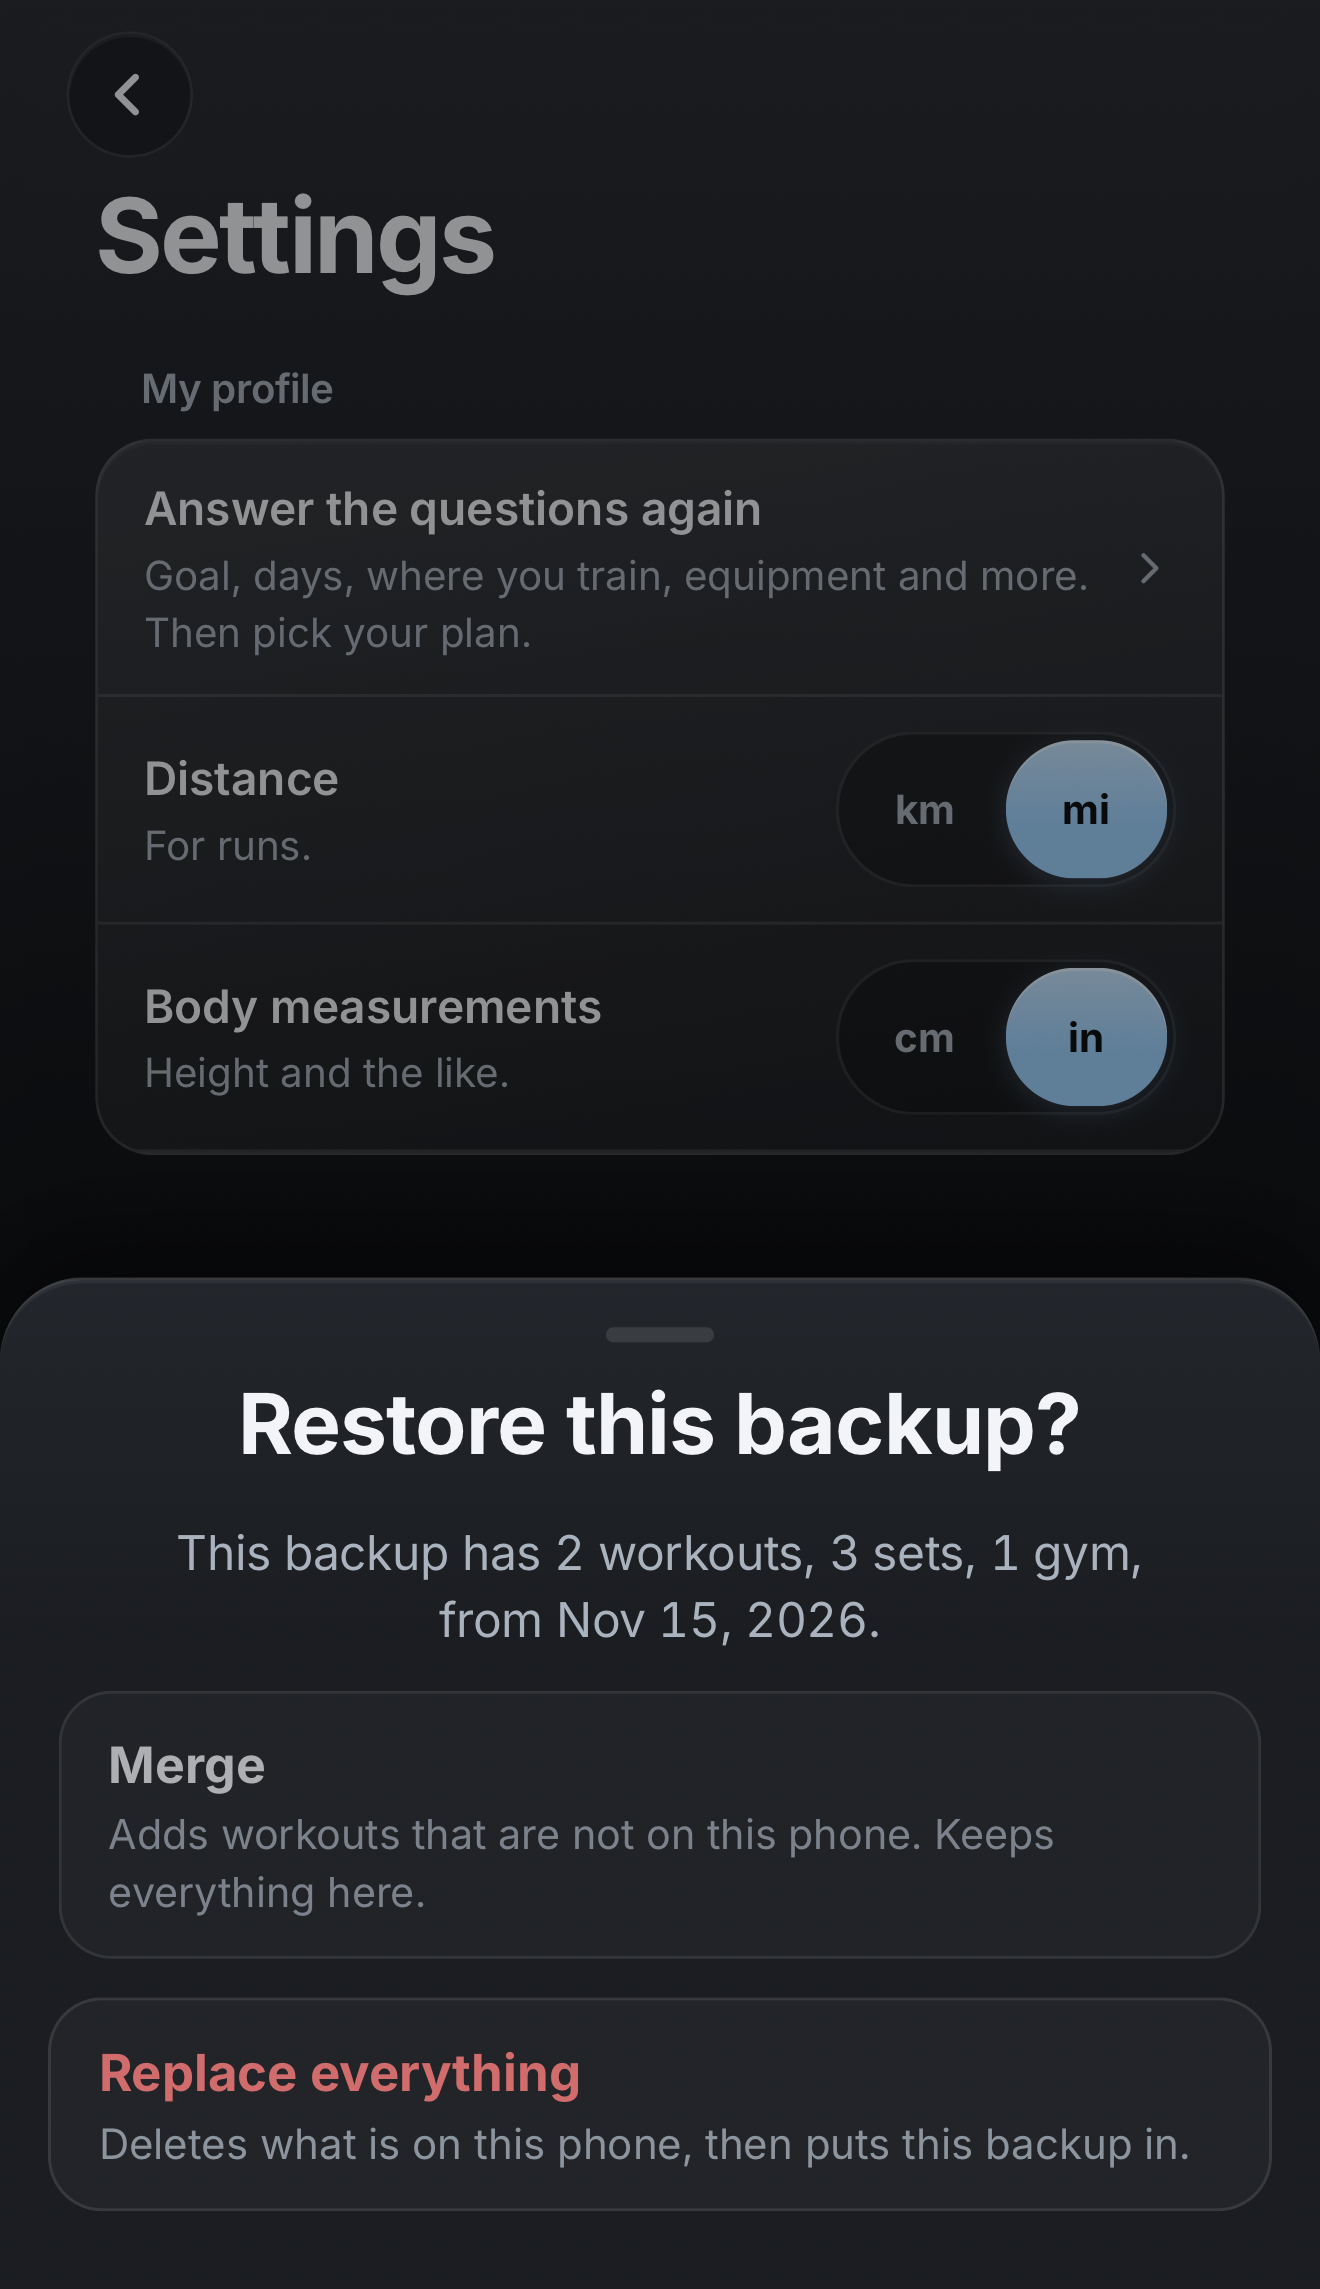 Settings
My profile
Answer the questions again
Goal, days, where you train, equipment and more.
Then pick your plan.
Distance
For runs.
km
mi
Body measurements
Height and the like.
cm
in
Restore this backup?
This backup has 2 workouts, 3 sets, 1 gym,
from Nov 15, 2026.
Merge
Adds workouts that are not on this phone. Keeps
everything here.
Replace everything
Deletes what is on this phone, then puts this backup in.